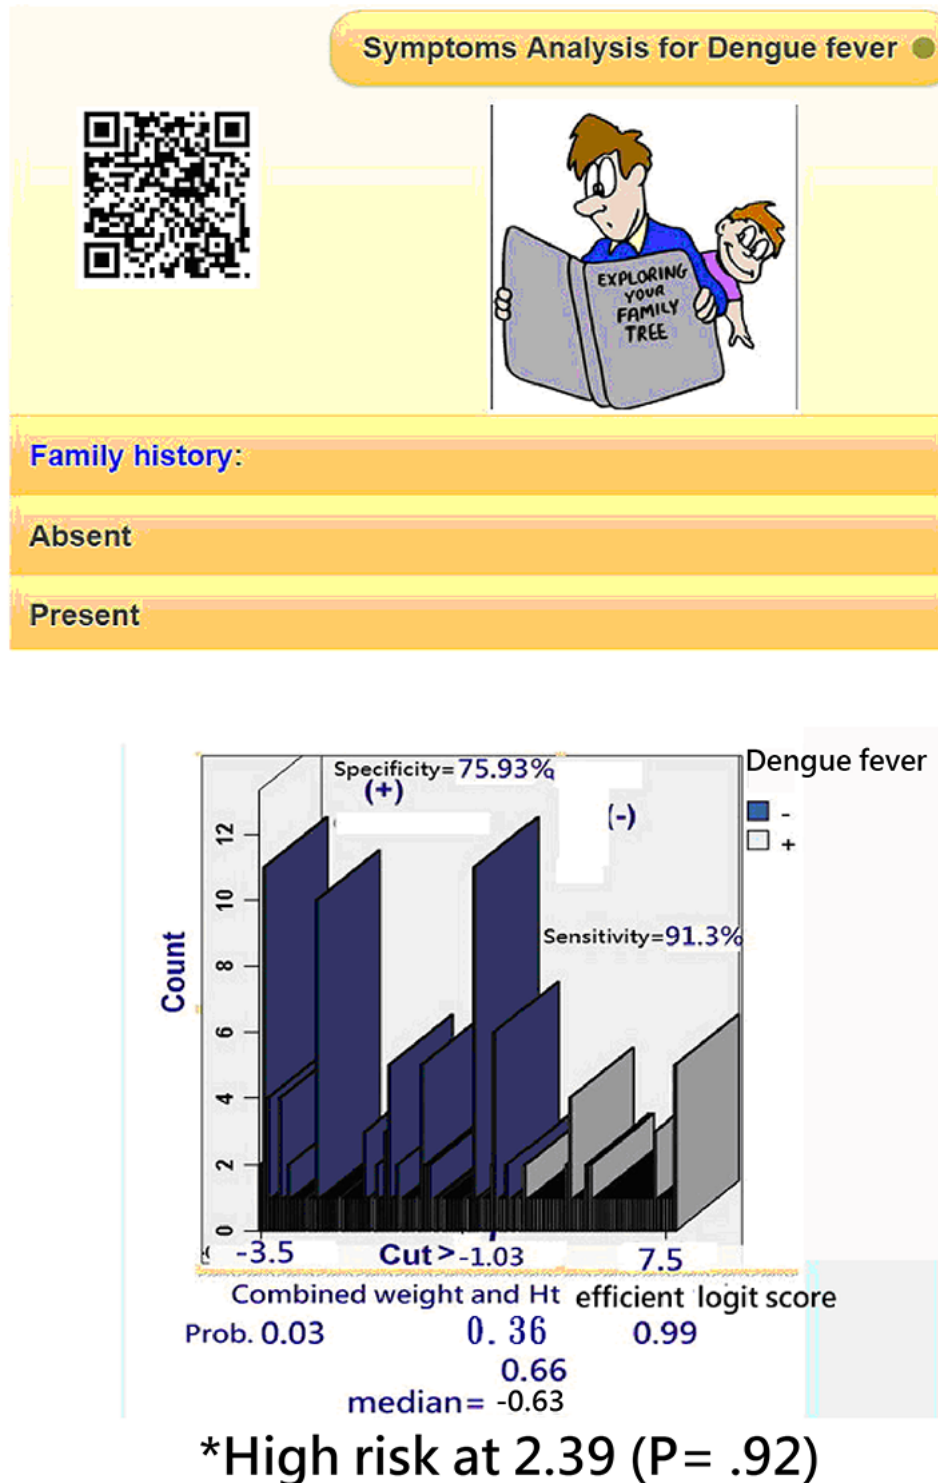 Symptoms Analysis for Dengue fever
EXPLORING
YOUR
FAMILY
TREE
Family history:
Absent
Present
Dengue fever
Specificity= 75.93%
(+)
(-)
-
+
Sensitivity=91.3%
Count
12
10
8
6
4
2
0
-3.5
Cut > -1.03
7.5
Combined weight and Ht efficient logit score
Prob. 0.03 0.36 0.99
0.66
median= -0.63
*High risk at 2.39 (P= .92)